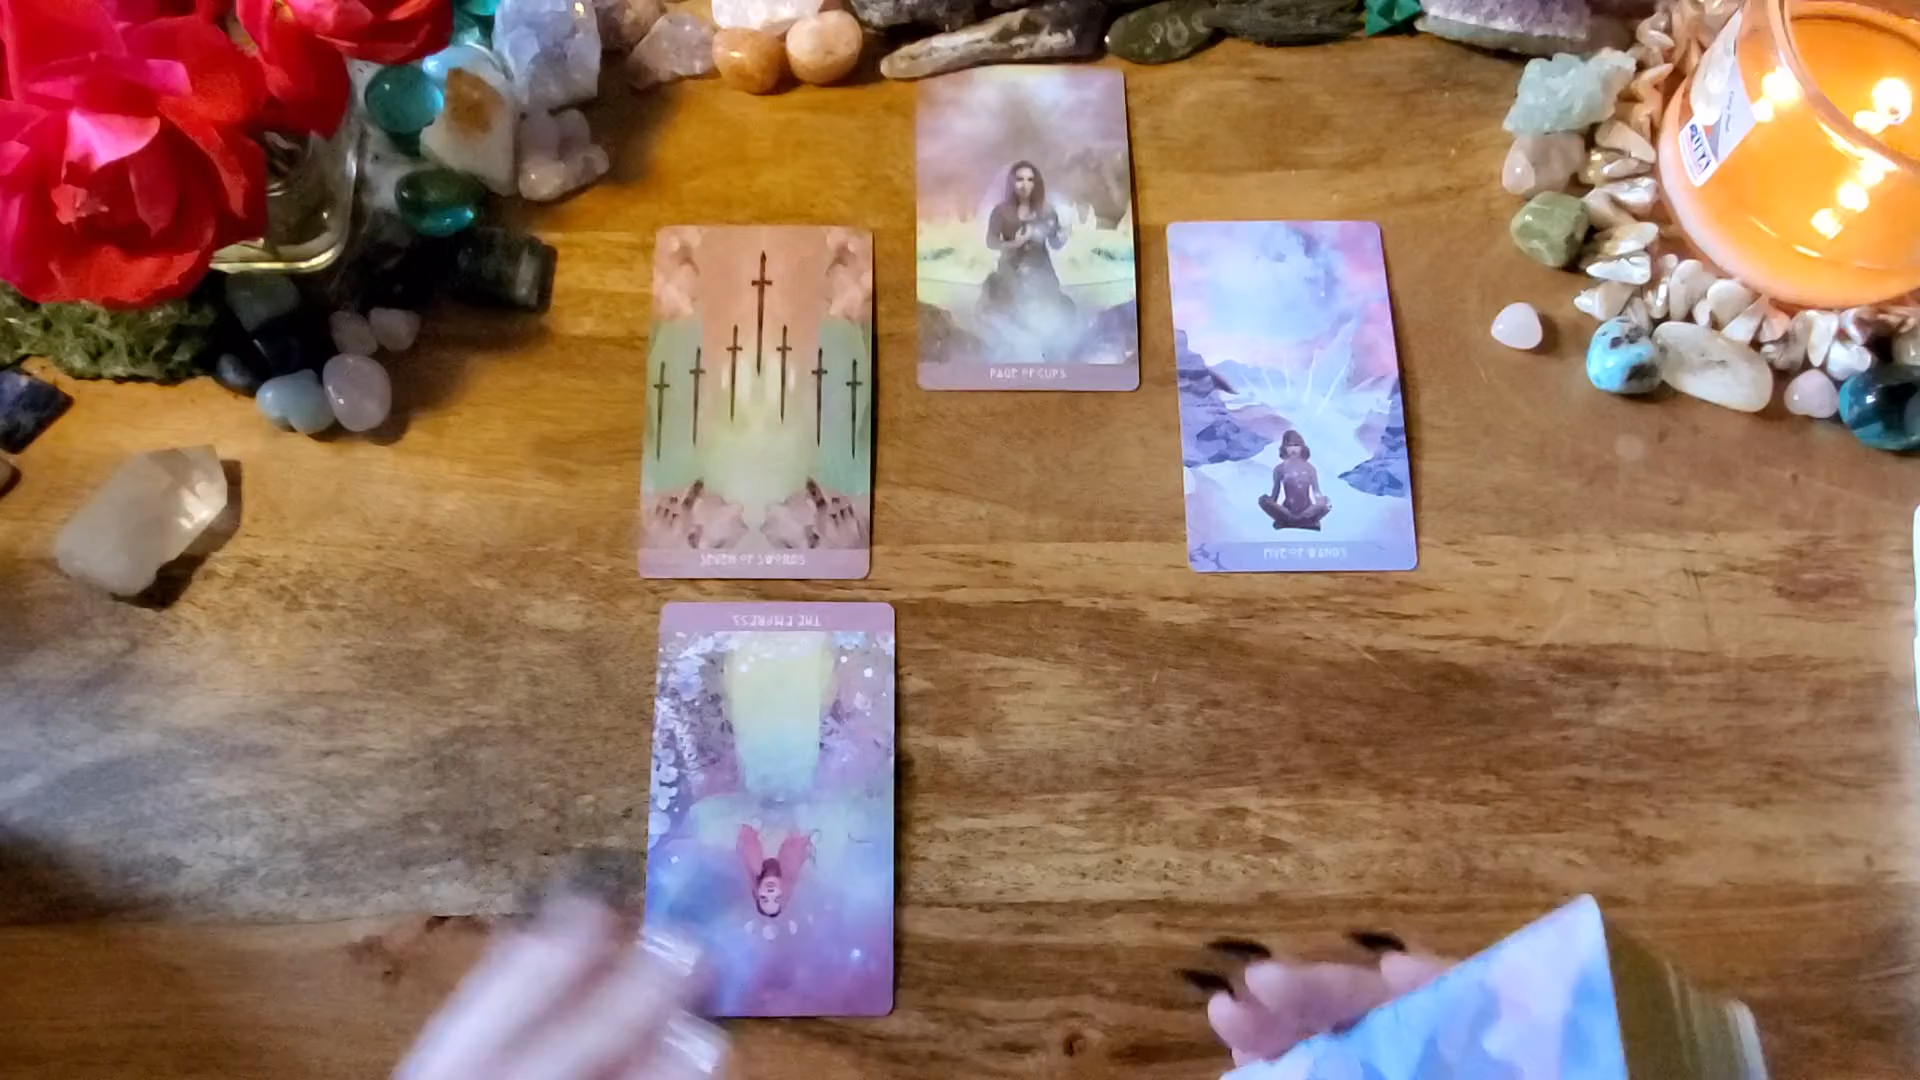 PAGE OF CUPS
SEVEN OF SWORDS
FIVE OF WANDS
THE EMPRESS